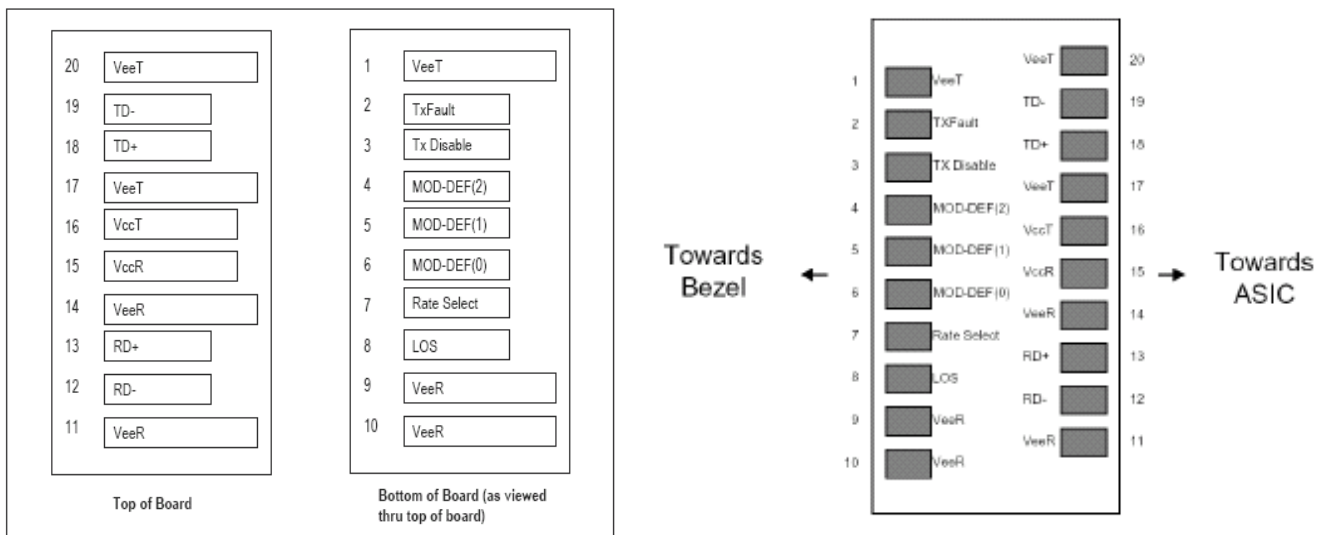 20 VeeT
19 TD-
18 TD+
17 VeeT
16 VccT
15 VccR
14 VeeR
13 RD+
12 RD-
11 VeeR
Top of Board
1 VeeT
2 TxFault
3 Tx Disable
4 MOD-DEF(2)
5 MOD-DEF(1)
6 MOD-DEF(0)
7 Rate Select
8 LOS
9 VeeR
10 VeeR
Bottom of Board (as viewed
thru top of board)
Towards
Bezel
1 VeeT
2 TXFault
3 TX Disable
4 MOD-DEF(2)
5 MOD-DEF(1)
6 MOD-DEF(0)
7 Rate Select
8 LOS
9 VeeR
10 VeeR
VeeT 20
TD- 19
TD+ 18
VeeT 17
VccT 16
VccR 15
VeeR 14
RD+ 13
RD- 12
VeeR 11
Towards
ASIC